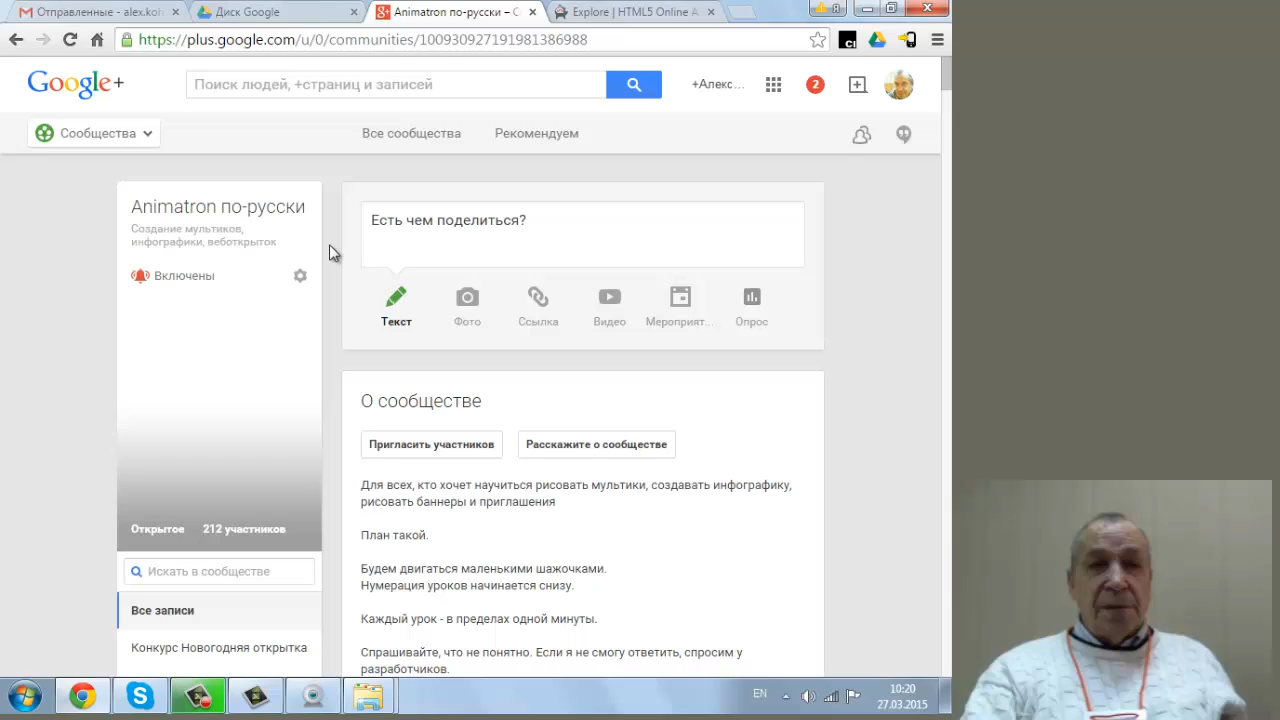 Отправленные - alex.kol
Диск Google
Animatron по-русски – С
Explore | HTML5 Online A
https://plus.google.com/u/0/communities/100930927191981386988
Google+
Поиск людей, +страниц и записей
+Алекс...
2
Сообщества
Все сообщества
Рекомендуем
Animatron по-русски
Создание мультиков,
инфографики, веботкрыток
Включены
Открытое
212 участников
Искать в сообществе
Все записи
Конкурс Новогодняя открытка
Есть чем поделиться?
Текст
Фото
Ссылка
Видео
Мероприят...
Опрос
О сообществе
Пригласить участников
Расскажите о сообществе
Для всех, кто хочет научиться рисовать мультики, создавать инфографику,
рисовать баннеры и приглашения
План такой.
Будем двигаться маленькими шажочками.
Нумерация уроков начинается снизу.
Каждый урок - в пределах одной минуты.
Спрашивайте, что не понятно. Если я не смогу ответить, спросим у
разработчиков.
EN
10:20
27.03.2015